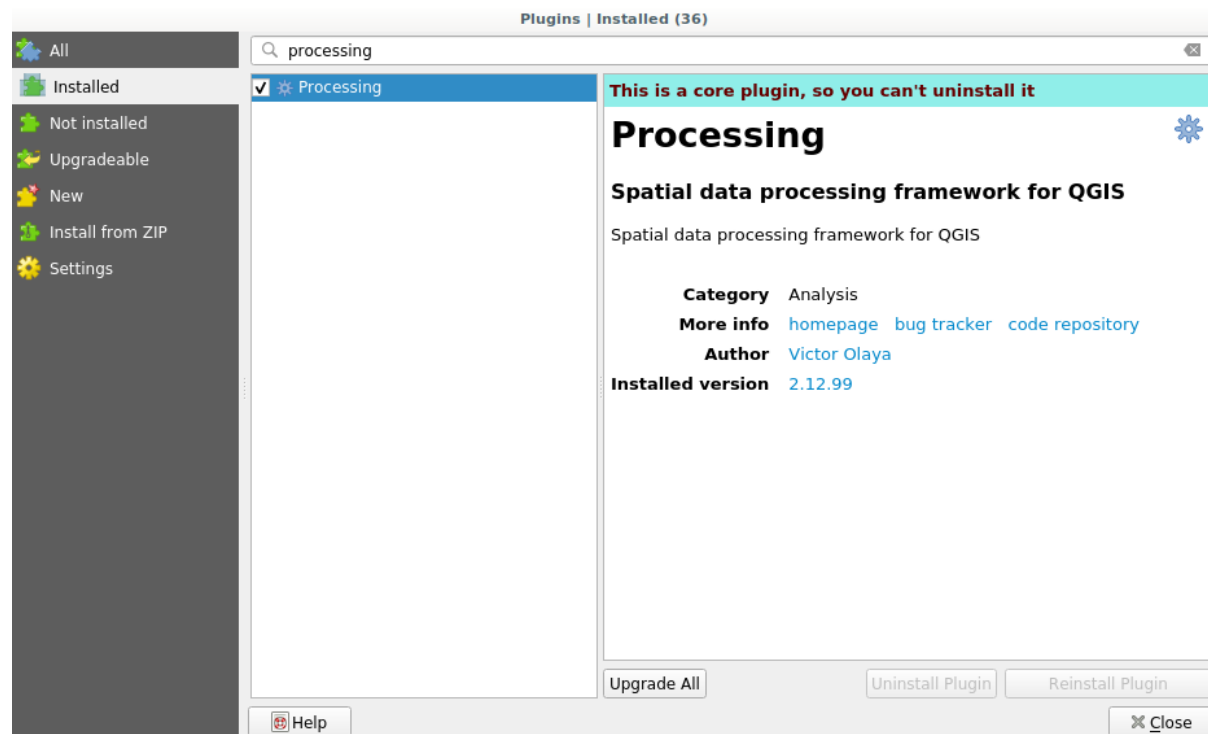 Plugins | Installed (36)
All
Installed
Not installed
Upgradeable
New
Install from ZIP
Settings
processing
Processing
This is a core plugin, so you can't uninstall it
Processing
Spatial data processing framework for QGIS
Spatial data processing framework for QGIS
Category Analysis
More info homepage bug tracker code repository
Author Victor Olaya
Installed version 2.12.99
Upgrade All Uninstall Plugin Reinstall Plugin
Help Close